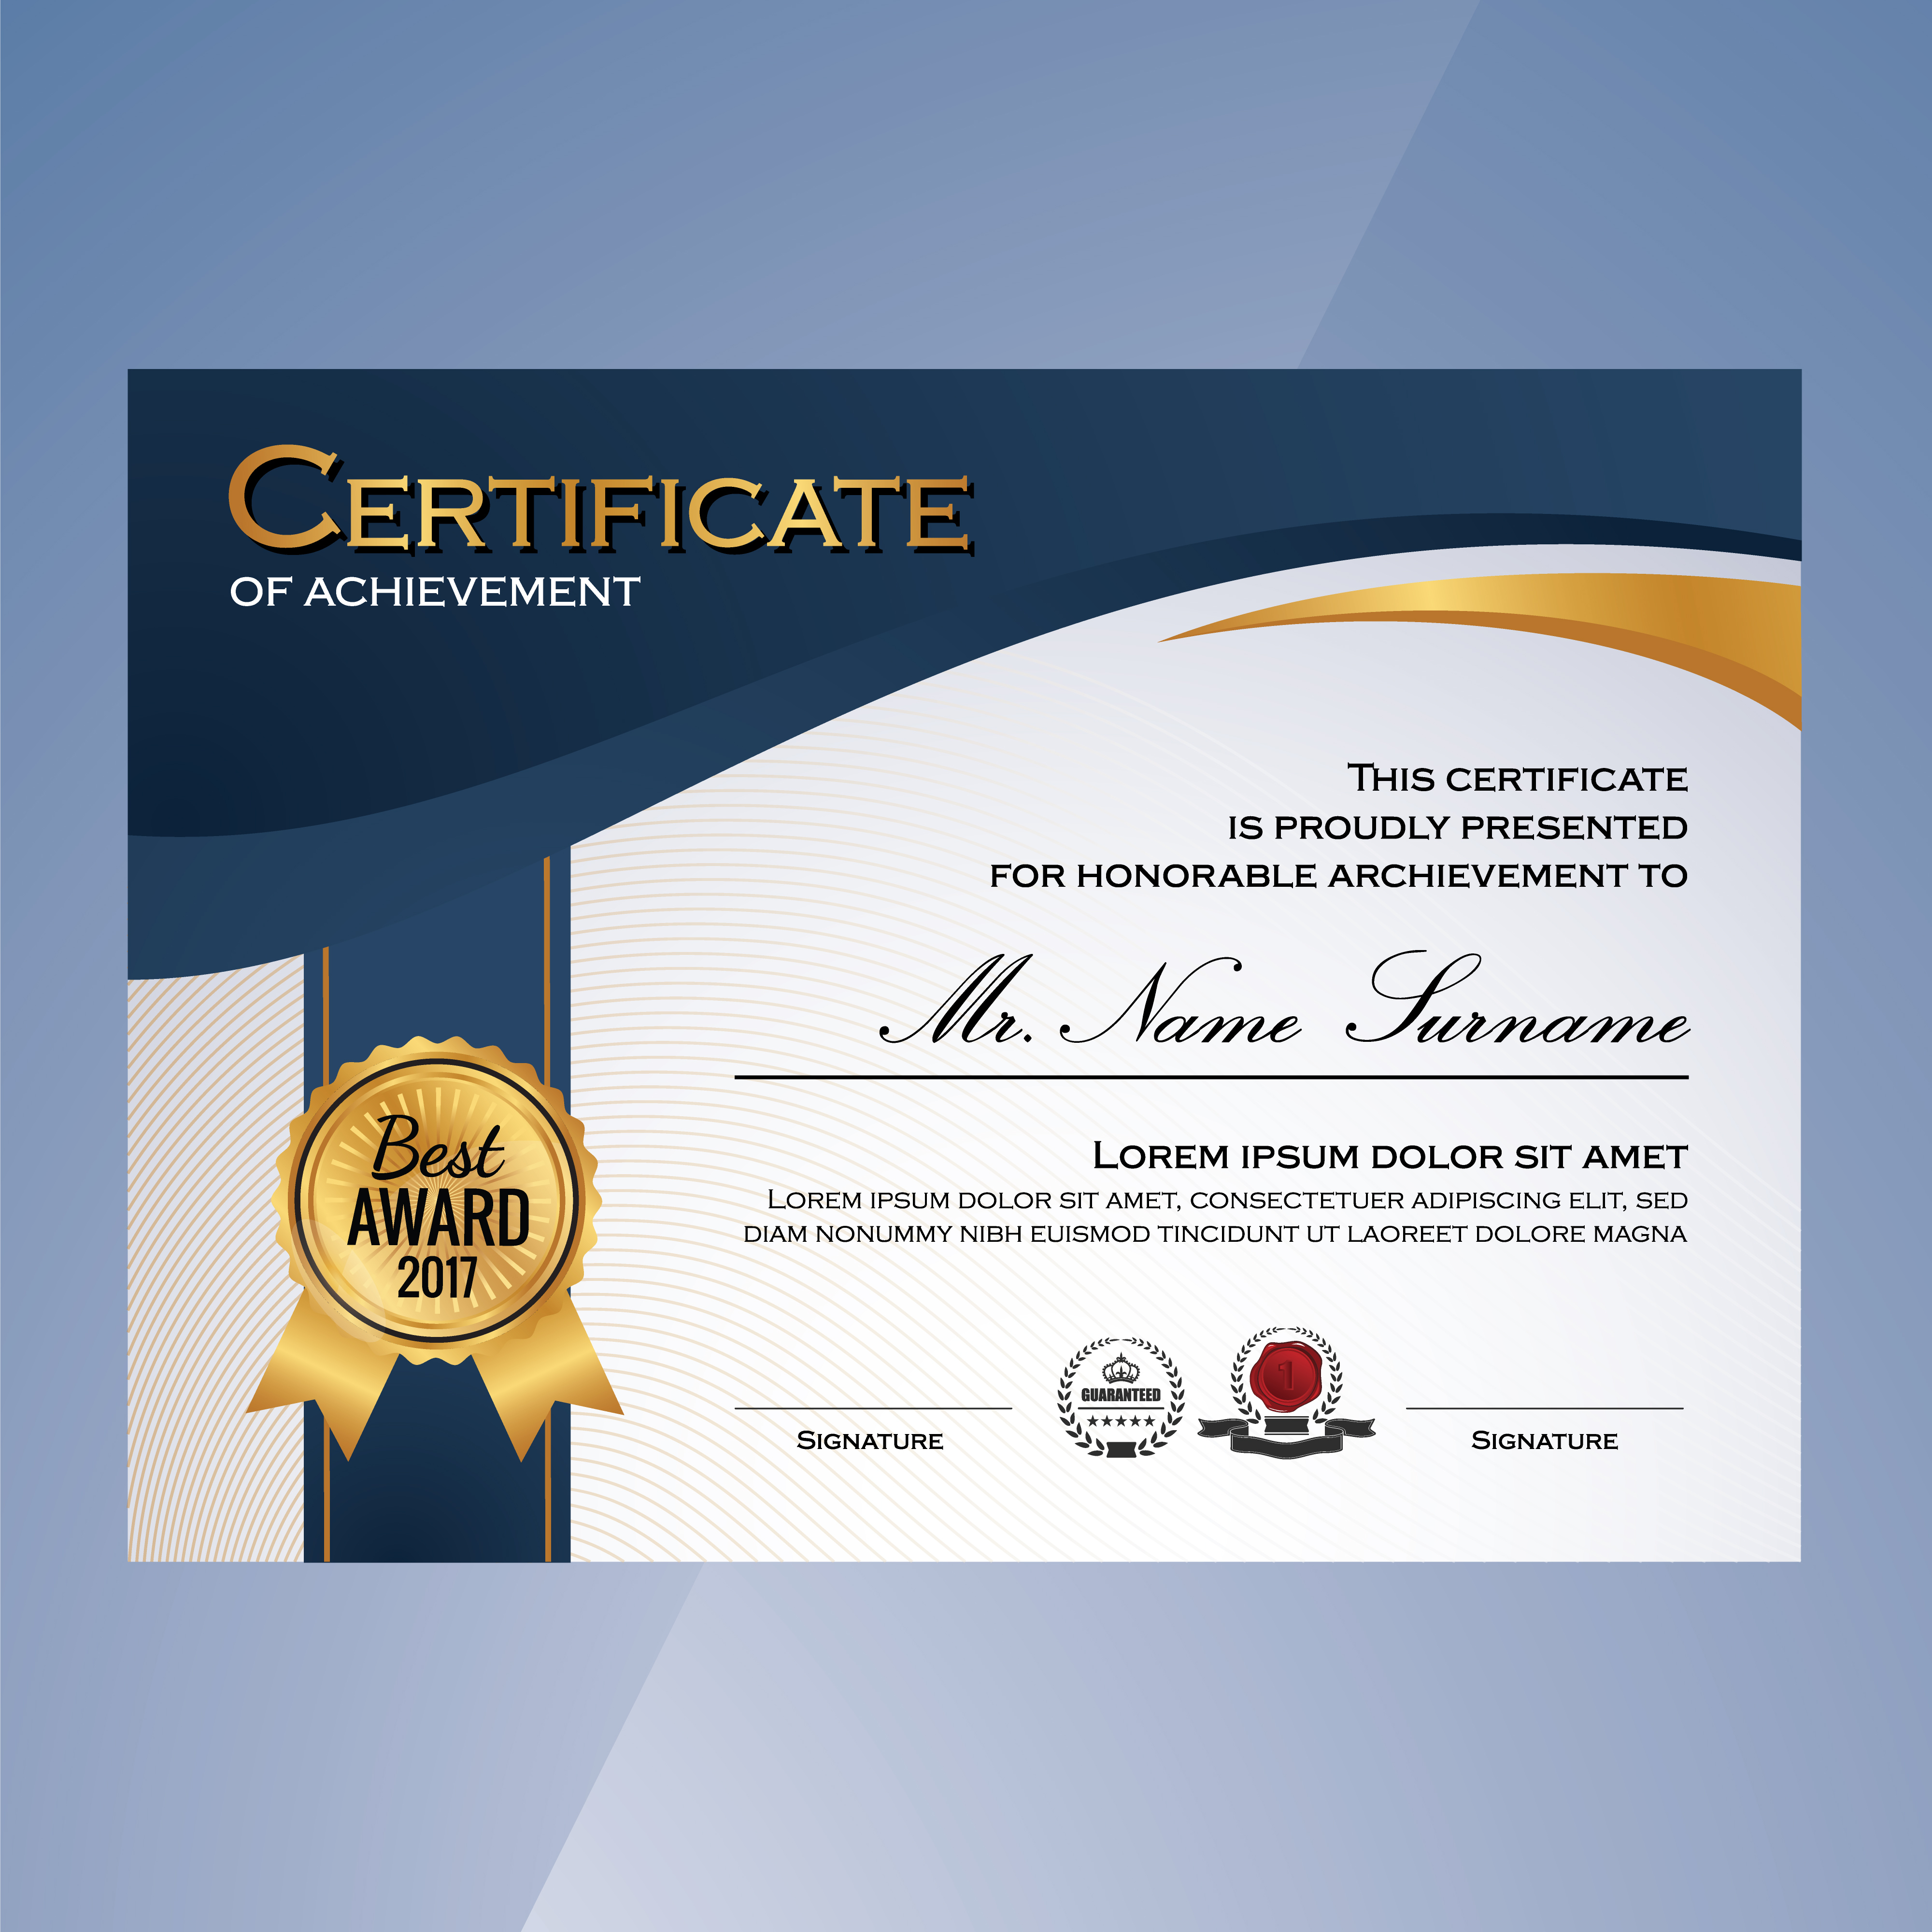 Certificate
OF ACHIEVEMENT
This certificate
is proudly presented
for honorable archievement to
Mr. Name Surname
Best
AWARD
2017
Lorem ipsum dolor sit amet
Lorem ipsum dolor sit amet, consectetuer adipiscing elit, sed
diam nonummy nibh euismod tincidunt ut laoreet dolore magna
GUARANTEED
1
Signature
Signature